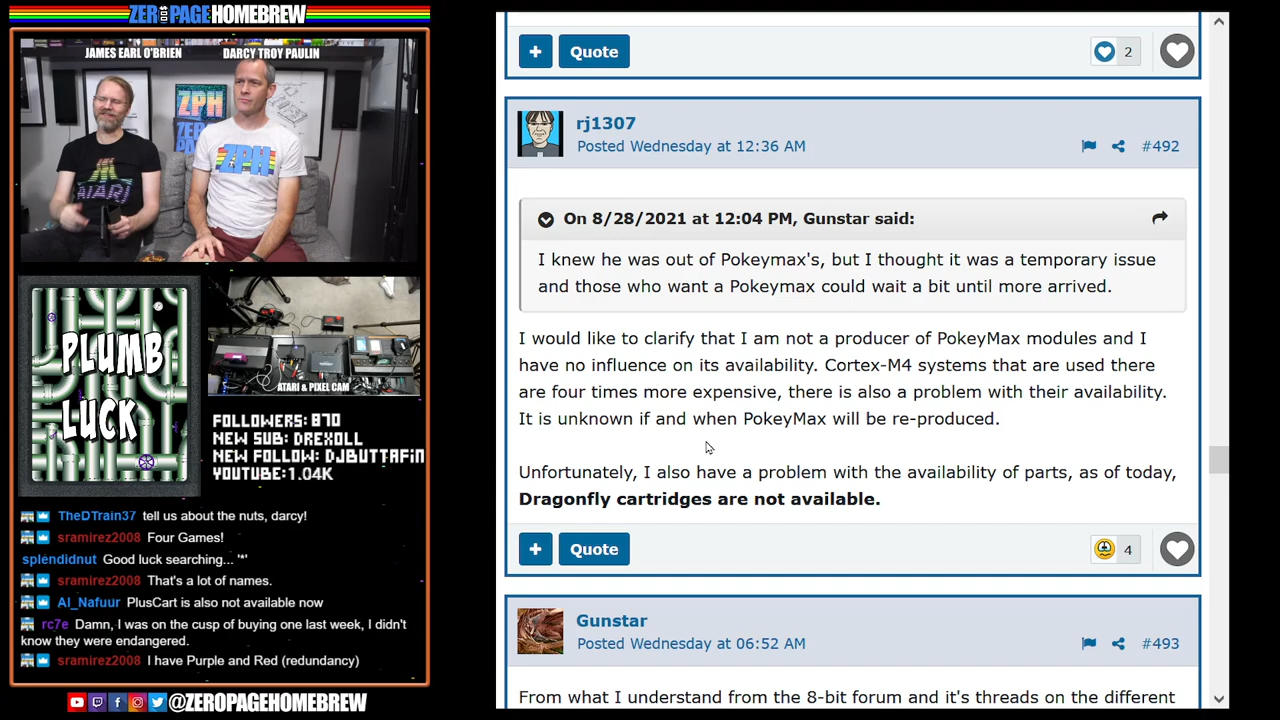 ZEROPAGEHOMEBREW
JAMES EARL O'BRIEN
DARCY TROY PAULIN
ZPH
ATARI
ZPH
PLUMB
LUCK
ATARI & PIXEL CAM
FOLLOWERS: 870
NEW SUB: DREXOLL
NEW FOLLOW: DJBUTTAFIN
YOUTUBE: 1.04K
TheDTrain37 tell us about the nuts, darcy!
sramirez2008 Four Games!
splendidnut Good luck searching... '*'
sramirez2008 That's a lot of names.
Al_Nafuur PlusCart is also not available now
rc7e Damn, I was on the cusp of buying one last week, I didn't
know they were endangered.
sramirez2008 I have Purple and Red (redundancy)
@ZEROPAGEHOMEBREW
+ Quote
2
rj1307
Posted Wednesday at 12:36 AM
#492
On 8/28/2021 at 12:04 PM, Gunstar said:
I knew he was out of Pokeymax's, but I thought it was a temporary issue
and those who want a Pokeymax could wait a bit until more arrived.
I would like to clarify that I am not a producer of PokeyMax modules and I
have no influence on its availability. Cortex-M4 systems that are used there
are four times more expensive, there is also a problem with their availability.
It is unknown if and when PokeyMax will be re-produced.
Unfortunately, I also have a problem with the availability of parts, as of today,
Dragonfly cartridges are not available.
+ Quote
4
Gunstar
Posted Wednesday at 06:52 AM
#493
From what I understand from the 8-bit forum and it's threads on the different